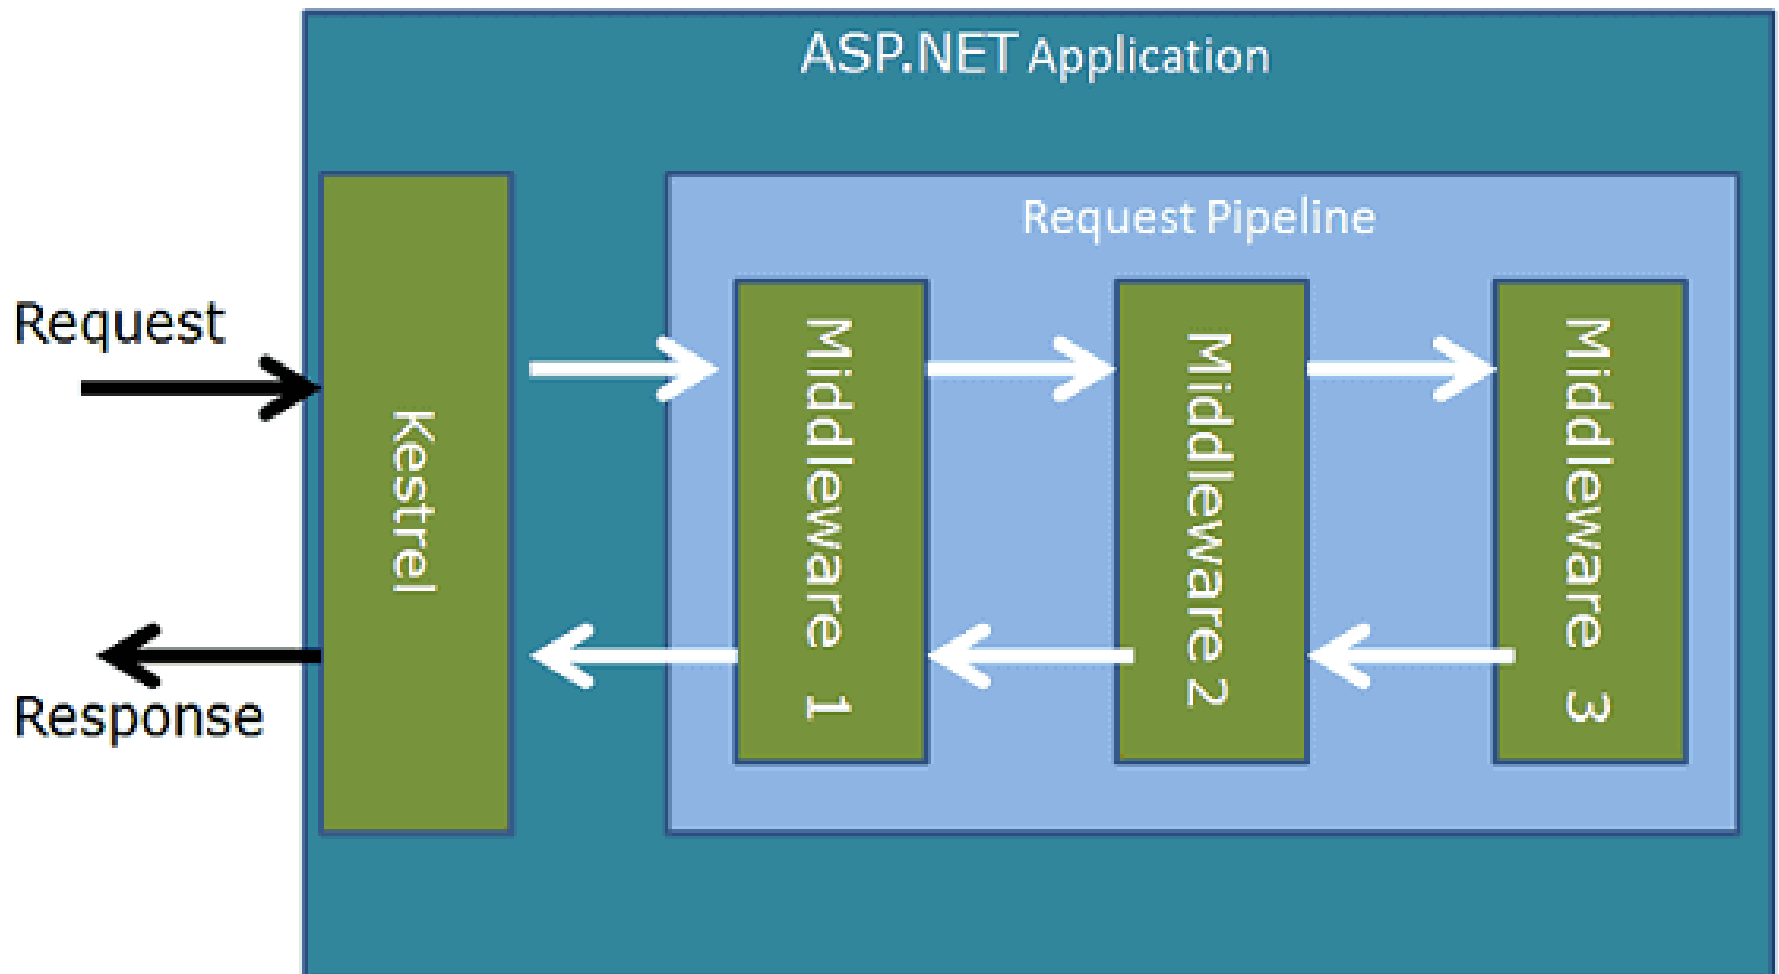 ASP.NET Application
Request Pipeline
Request
Response
Kestrel
Middleware 1
Middleware 2
Middleware 3